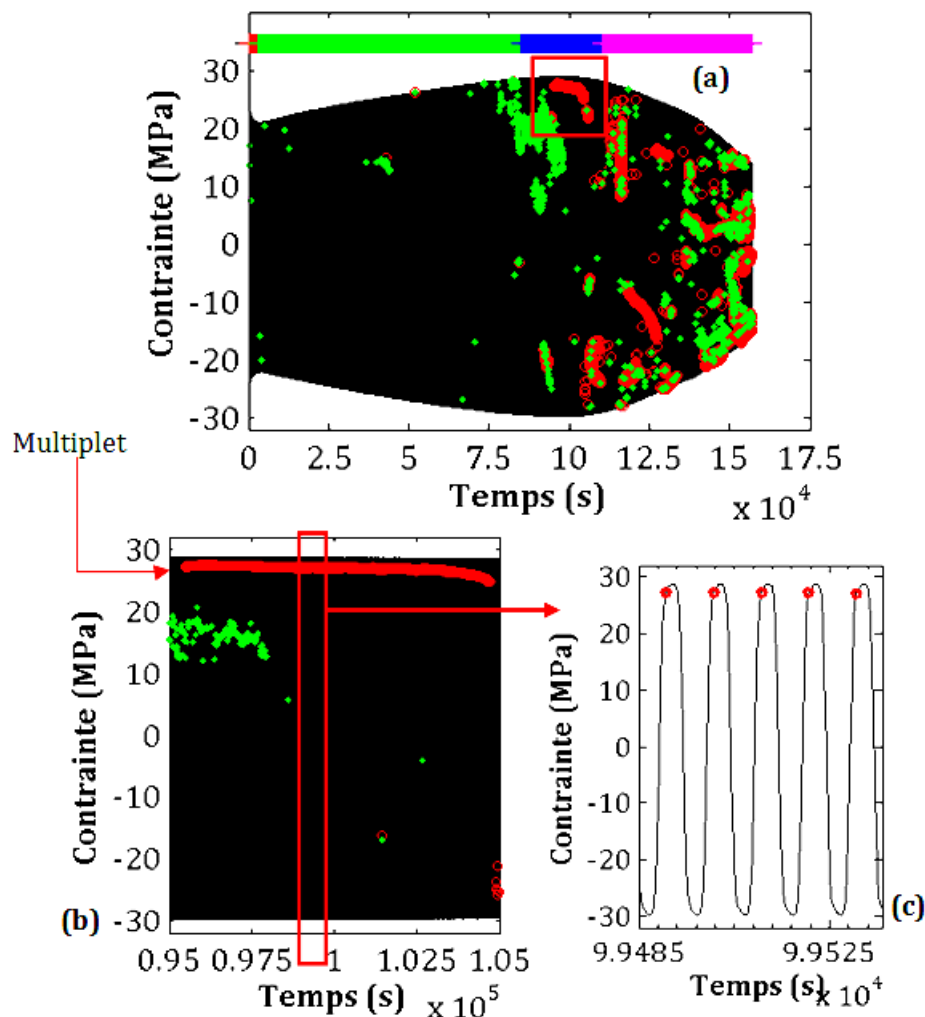 (a)
Contrainte (MPa)
30
20
10
0
-10
-20
-30
0 2.5 5 7.5 10 12.5 15 17.5
Temps (s)
x 10⁴
Multiplet
Contrainte (MPa)
30
20
10
0
-10
-20
-30
(b)
0.95 0.975 1 1.025 1.05
Temps (s)
x 10⁵
Contrainte (MPa)
30
20
10
0
-10
-20
-30
(c)
9.9485 9.9525
Temps (s)
x 10⁴